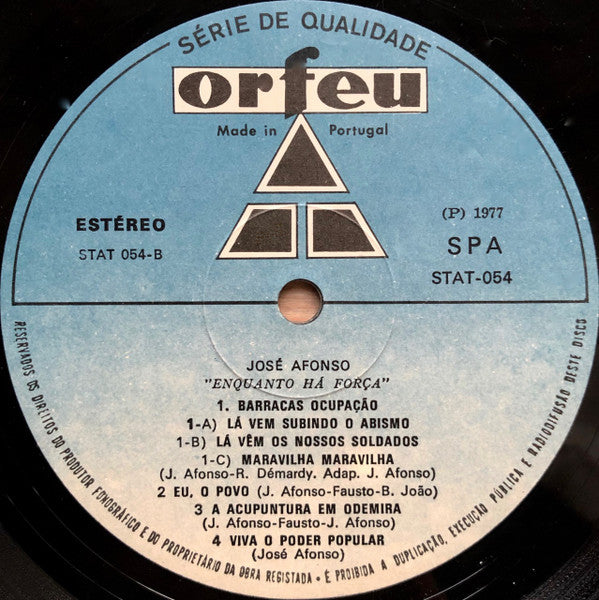 SÉRIE DE QUALIDADE
orfeu
Made in Portugal
ESTÉREO
STAT 054-B
(P) 1977
SPA
STAT-054
JOSÉ AFONSO
"ENQUANTO HÁ FORÇA"
1. BARRACAS OCUPAÇÃO
1-A) LÁ VEM SUBINDO O ABISMO
1-B) LÁ VÊM OS NOSSOS SOLDADOS
1-C) MARAVILHA MARAVILHA
(J. Afonso-R. Démardy. Adap. J. Afonso)
2 EU, O POVO (J. Afonso-Fausto-B. João)
3 A ACUPUNTURA EM ODEMIRA
(J. Afonso-Fausto-J. Afonso)
4 VIVA O PODER POPULAR
(José Afonso)
RESERVADOS OS DIREITOS DO PRODUTOR FONOGRÁFICO E DO PROPRIETÁRIO DA OBRA REGISTADA • É PROIBIDA A DUPLICAÇÃO, EXECUÇÃO PÚBLICA E RADIODIFUSÃO DESTE DISCO